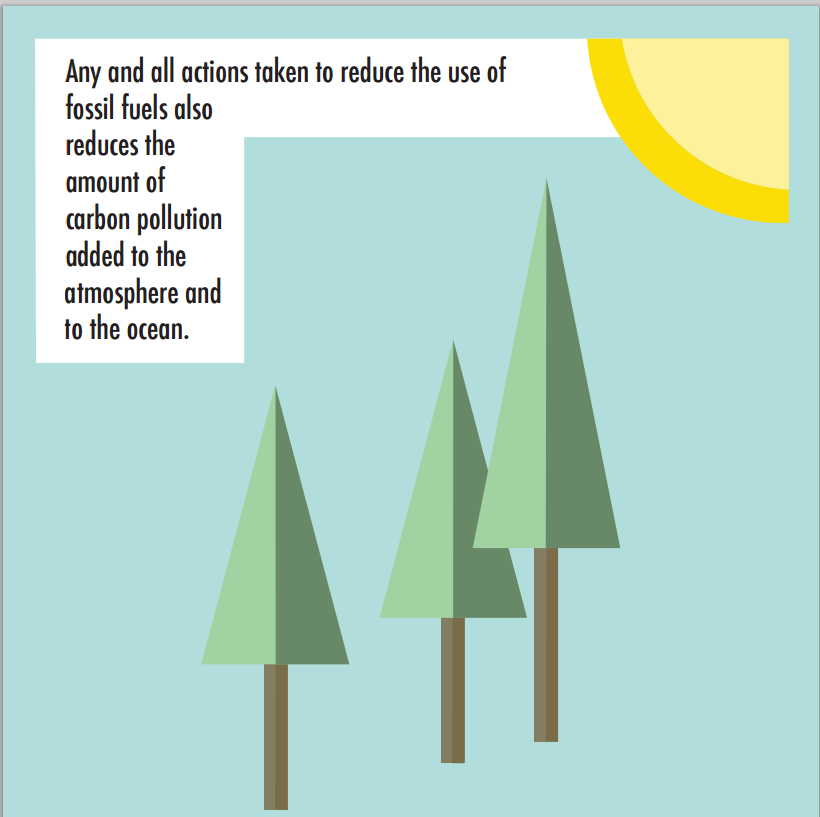 Any and all actions taken to reduce the use of
fossil fuels also
reduces the
amount of
carbon pollution
added to the
atmosphere and
to the ocean.